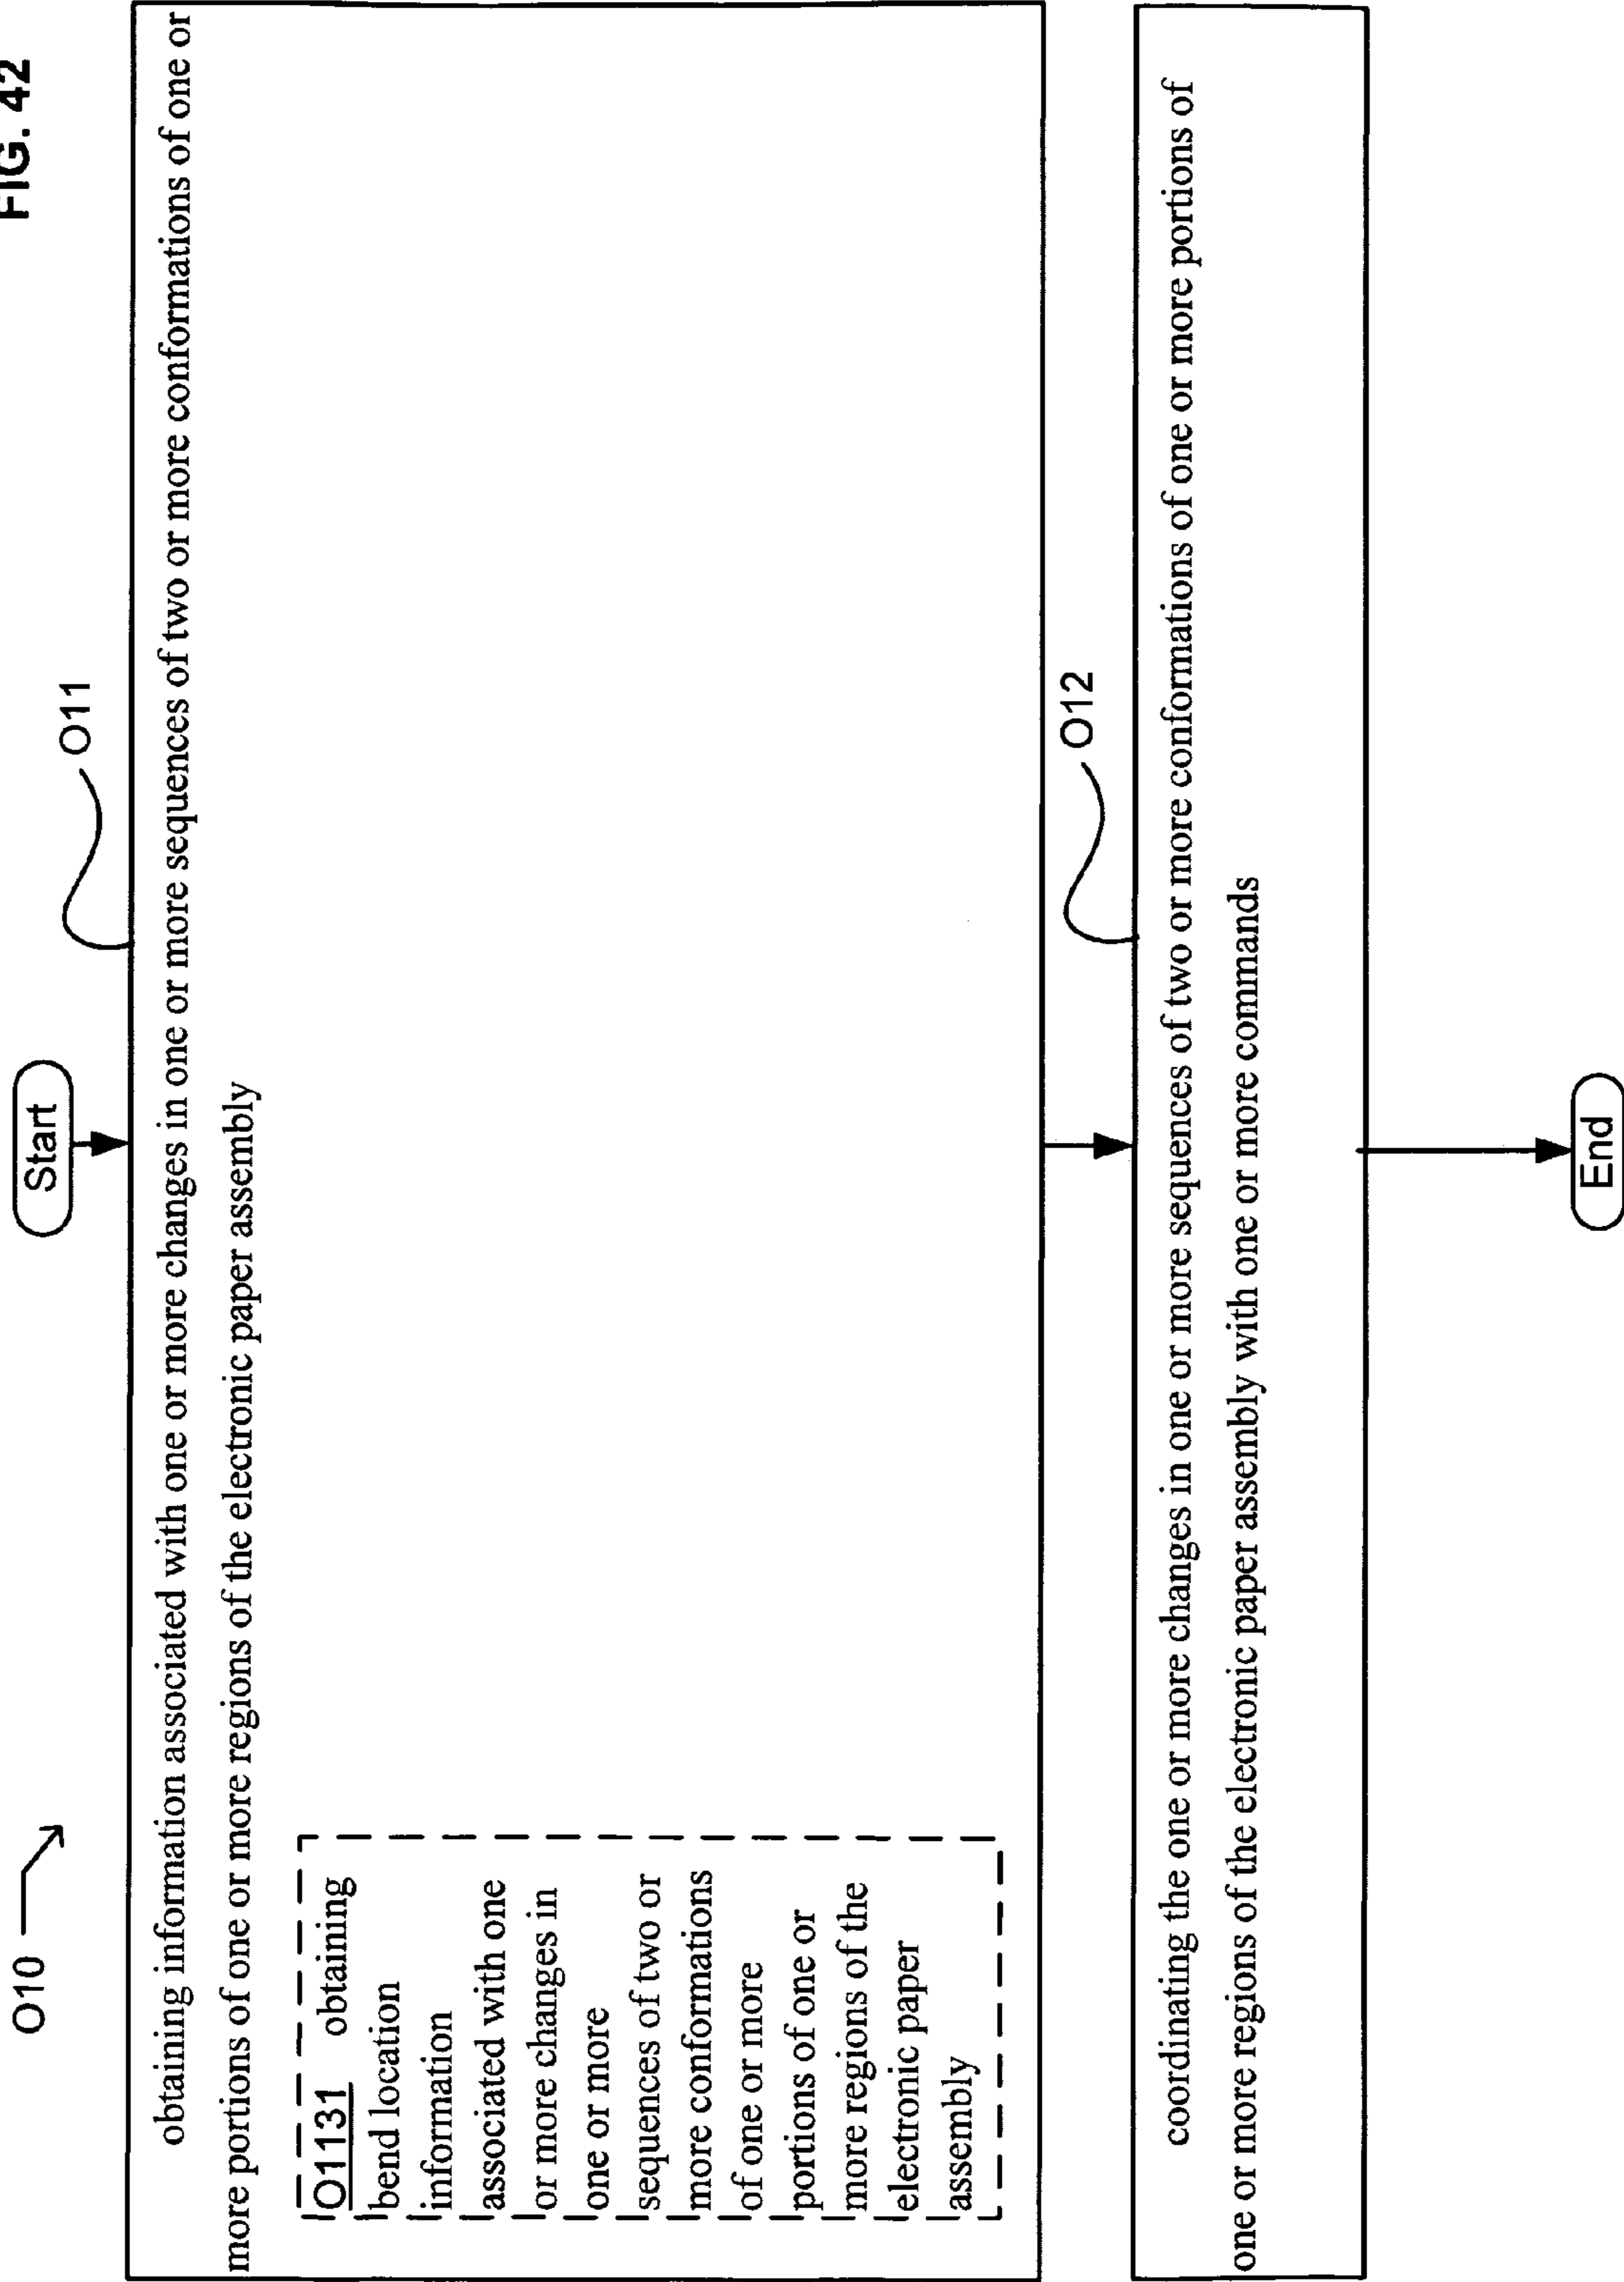 FIG. 42
O10
Start
O11
obtaining information associated with one or more changes in one or more sequences of two or more conformations of one or
more portions of one or more regions of the electronic paper assembly
O1131 obtaining
bend location
information
associated with one
or more changes in
one or more
sequences of two or
more conformations
of one or more
portions of one or
more regions of the
electronic paper
assembly
O12
coordinating the one or more changes in one or more sequences of two or more conformations of one or more portions of
one or more regions of the electronic paper assembly with one or more commands
End